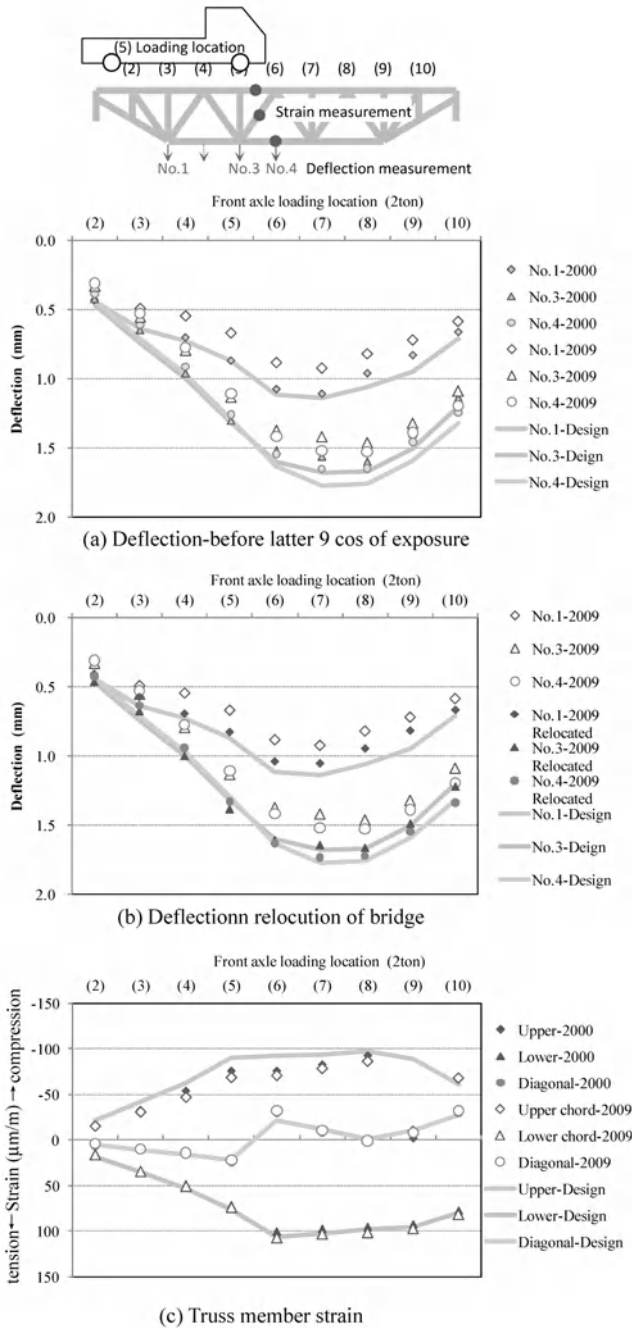 (5) Loading location
(2) (3) (4) (5) (6) (7) (8) (9) (10)
Strain measurement
No.1 No.3 No.4 Deflection measurement
Front axle loading location (2ton)
(2) (3) (4) (5) (6) (7) (8) (9) (10)
0.0
0.5
1.0
1.5
2.0
Deflection (mm)
No.1-2000
No.3-2000
No.4-2000
No.1-2009
No.3-2009
No.4-2009
No.1-Design
No.3-Deign
No.4-Design
(a) Deflection-before latter 9 cos of exposure
Front axle loading location (2ton)
(2) (3) (4) (5) (6) (7) (8) (9) (10)
0.0
0.5
1.0
1.5
2.0
Deflection (mm)
No.1-2009
No.3-2009
No.4-2009
No.1-2009
Relocated
No.3-2009
Relocated
No.4-2009
Relocated
No.1-Design
No.3-Deign
No.4-Design
(b) Deflectionn relocution of bridge
Front axle loading location (2ton)
(2) (3) (4) (5) (6) (7) (8) (9) (10)
-150
-100
-50
0
50
100
150
tension← Strain (μm/m) → compression
Upper-2000
Lower-2000
Diagonal-2000
Upper chord-2009
Lower chord-2009
Diagonal-2009
Upper-Design
Lower-Design
Diagonal-Design
(c) Truss member strain